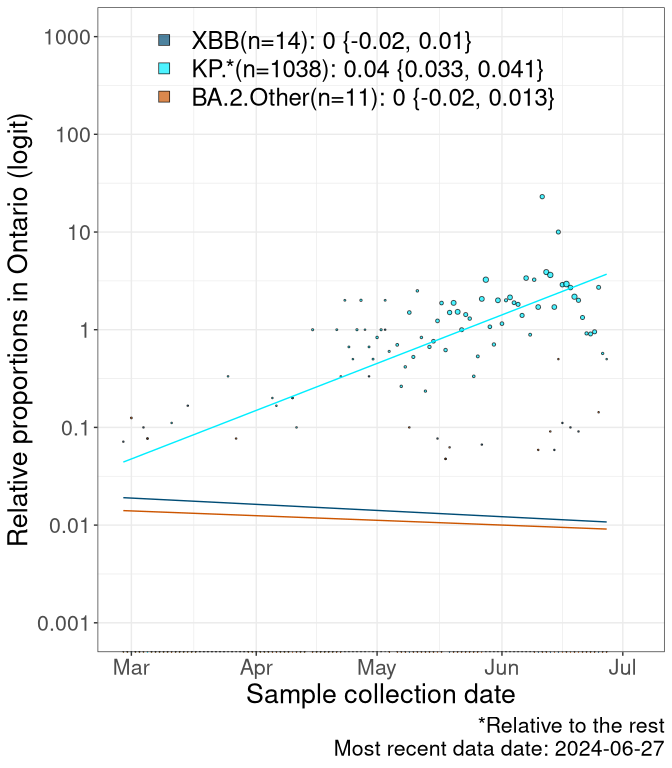 XBB(n=14): 0 {-0.02, 0.01}
KP.*(n=1038): 0.04 {0.033, 0.041}
BA.2.Other(n=11): 0 {-0.02, 0.013}
Relative proportions in Ontario (logit)
1000
100
10
1
0.1
0.01
0.001
Mar Apr May Jun Jul
Sample collection date
*Relative to the rest
Most recent data date: 2024-06-27